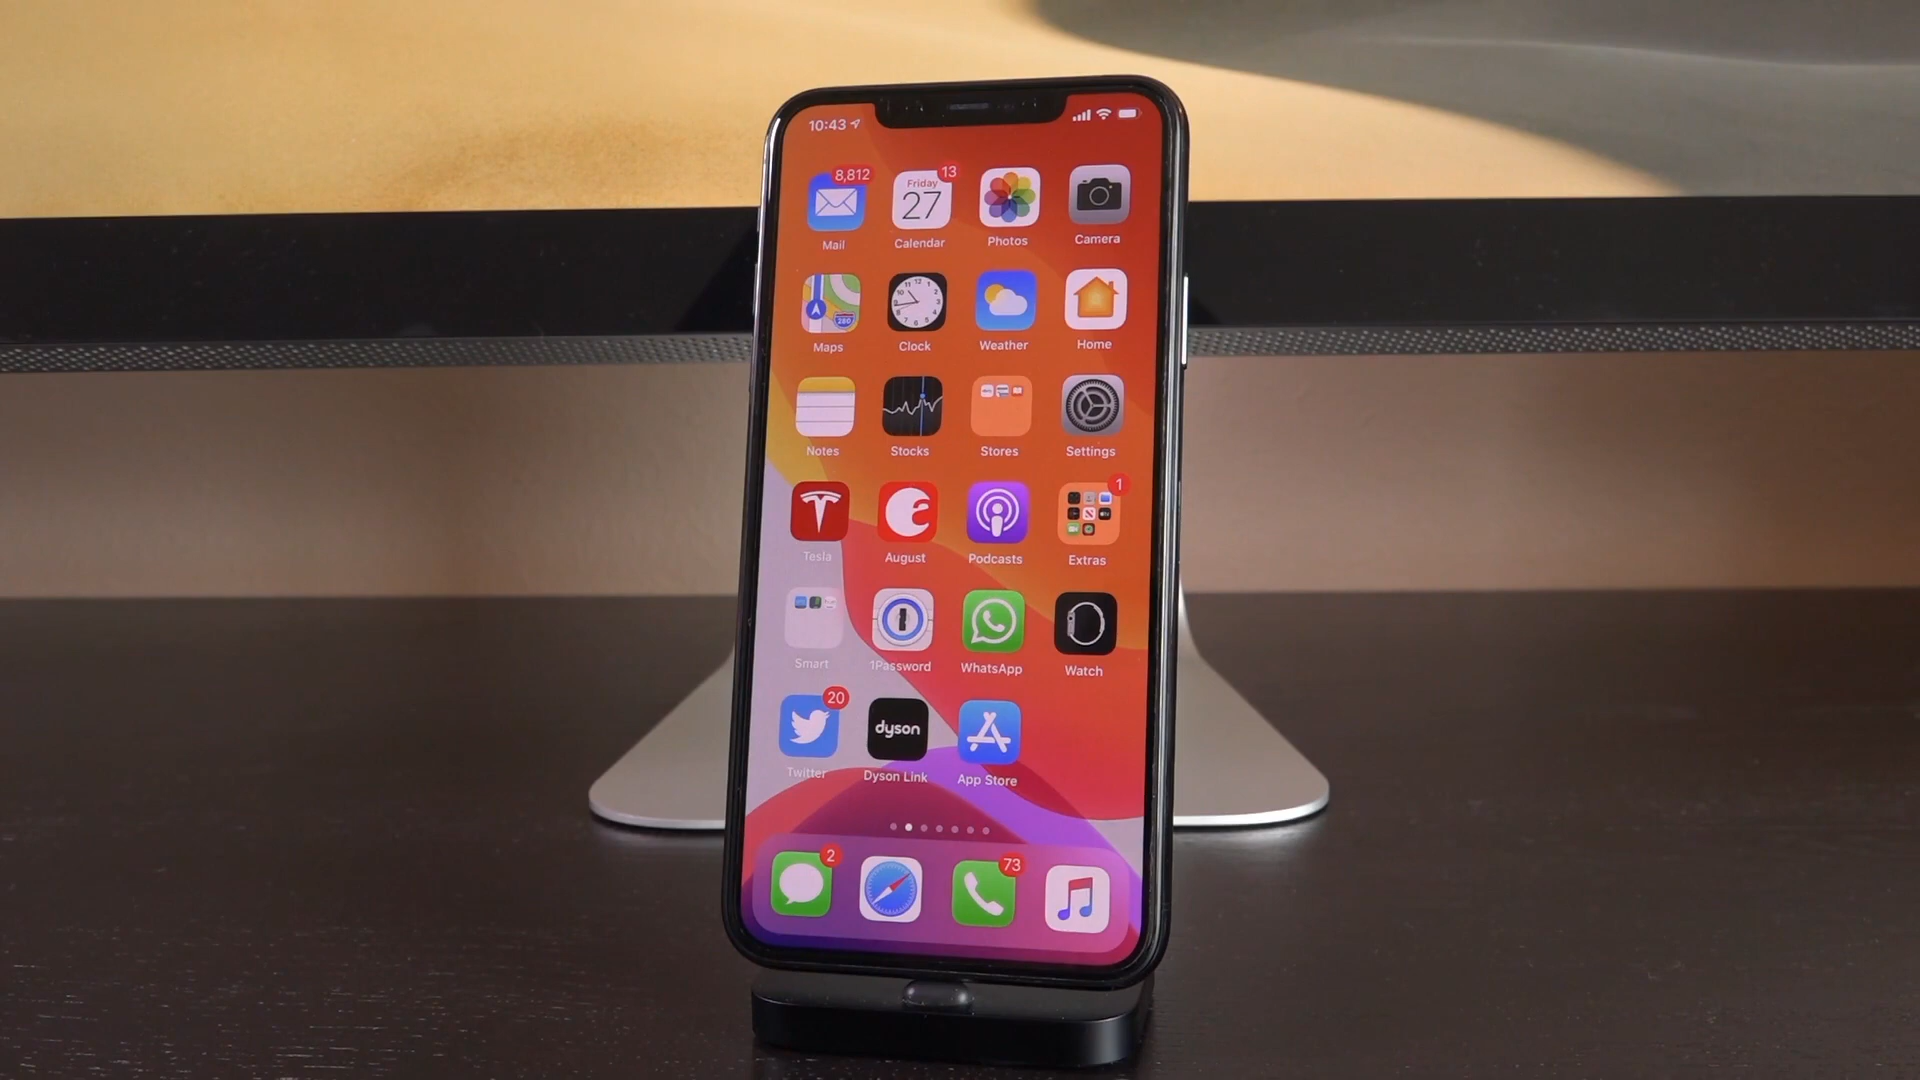 10:43
8,812
Mail
13
Friday
27
Calendar
Photos
Camera
280
Maps
Clock
Weather
Home
Notes
Stocks
Stores
Settings
Tesla
August
Podcasts
1
Extras
Smart
1Password
WhatsApp
Watch
20
Twitter
dyson
Dyson Link
App Store
2
73